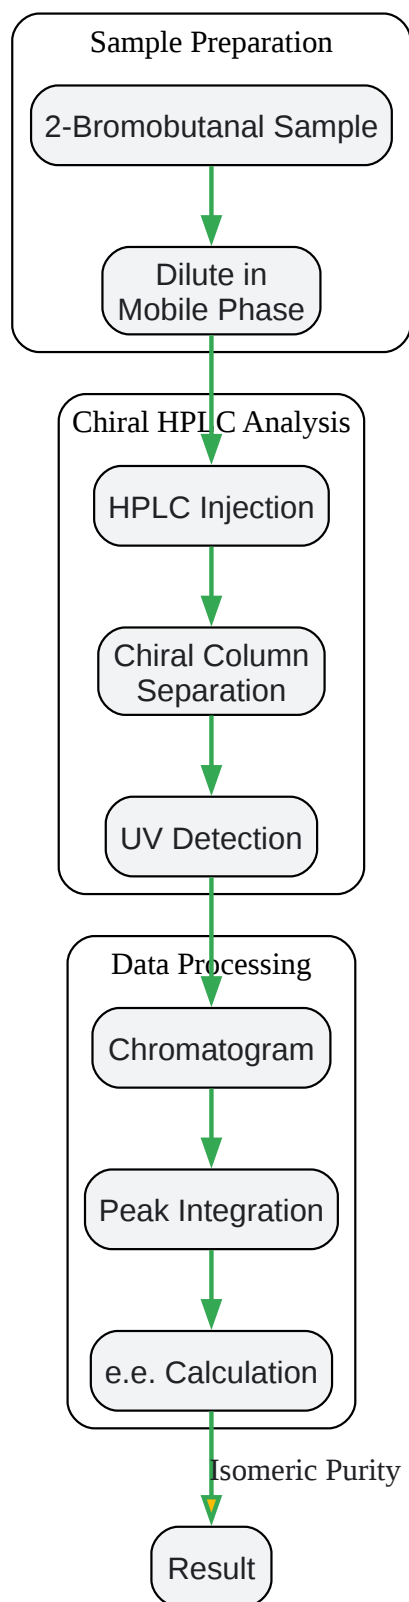 Sample Preparation
2-Bromobutanal Sample
Dilute in
Mobile Phase
Chiral HPLC Analysis
HPLC Injection
Chiral Column
Separation
UV Detection
Data Processing
Chromatogram
Peak Integration
e.e. Calculation
Isomeric Purity
Result